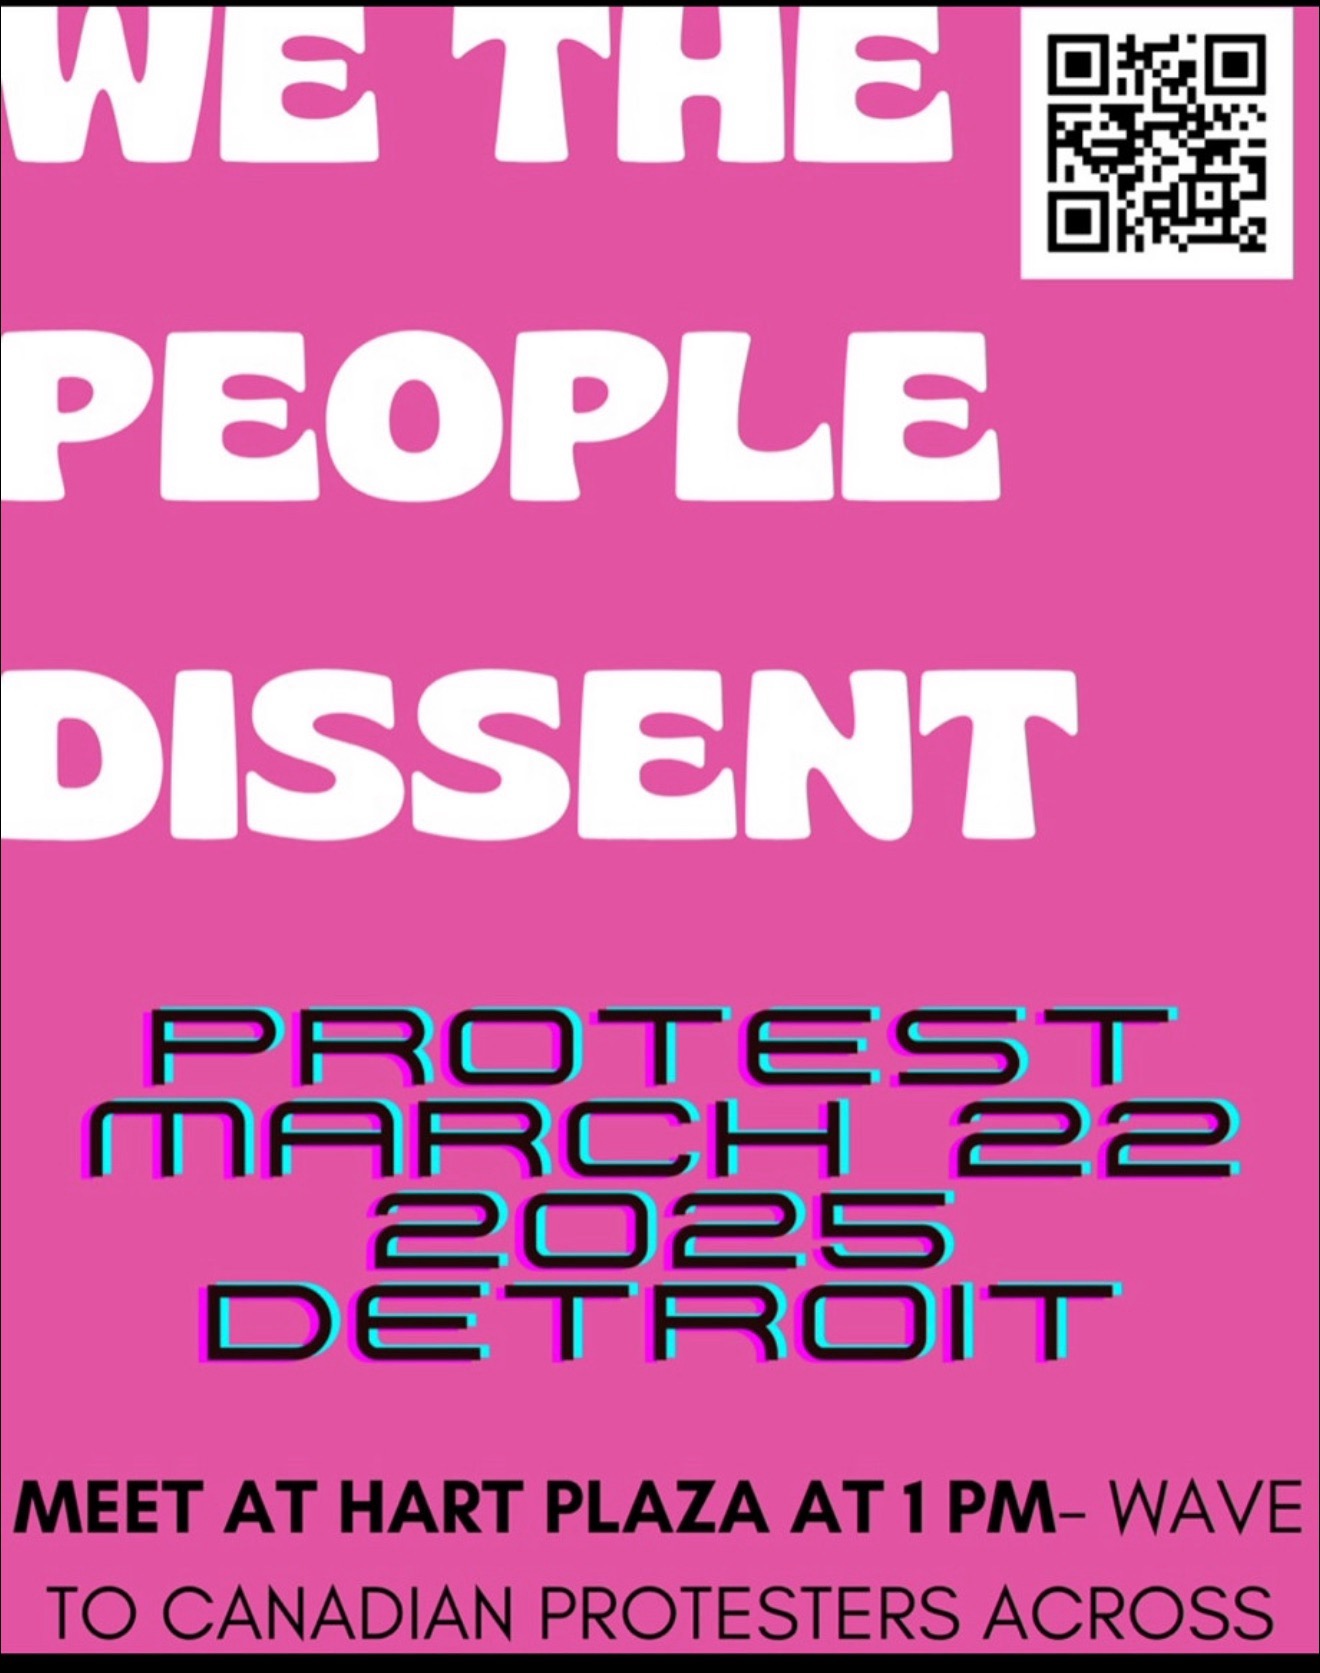 WE THE
PEOPLE
DISSENT
PROTEST
MARCH 22
2025
DETROIT
MEET AT HART PLAZA AT 1 PM– WAVE
TO CANADIAN PROTESTERS ACROSS